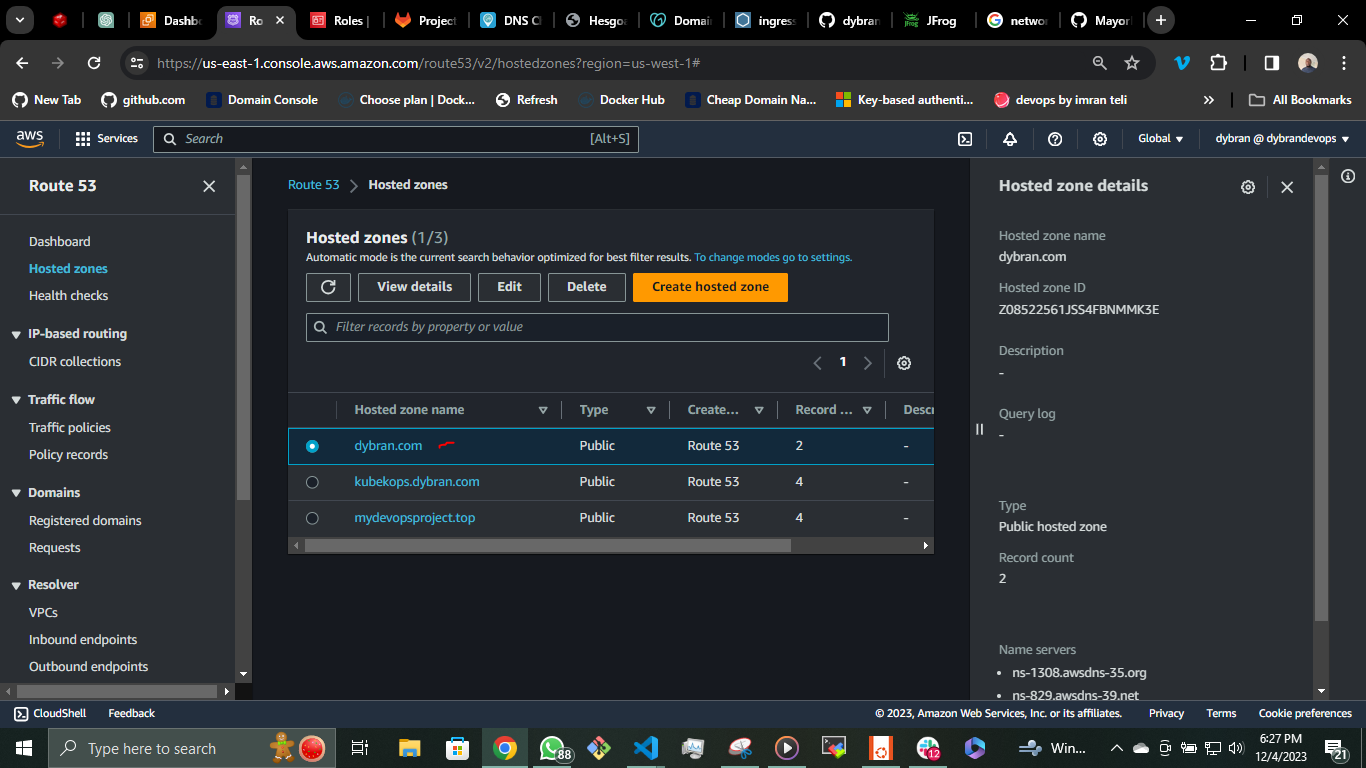 Dashb
Ro
Roles |
Project
DNS C
Hesgo
Domai
ingress
dybran
JFrog
netwo
Mayor
https://us-east-1.console.aws.amazon.com/route53/v2/hostedzones?region=us-west-1#
New Tab
github.com
Domain Console
Choose plan | Dock...
Refresh
Docker Hub
Cheap Domain Na...
Key-based authenti...
devops by imran teli
All Bookmarks
aws
Services
Search
[Alt+S]
Global
dybran @ dybrandevops
Route 53
Dashboard
Hosted zones
Health checks
IP-based routing
CIDR collections
Traffic flow
Traffic policies
Policy records
Domains
Registered domains
Requests
Resolver
VPCs
Inbound endpoints
Outbound endpoints
Route 53 > Hosted zones
Hosted zones (1/3)
Automatic mode is the current search behavior optimized for best filter results. To change modes go to settings.
View details
Edit
Delete
Create hosted zone
Filter records by property or value
1
Hosted zone name Type Create... Record ... Descr
dybran.com Public Route 53 2 -
kubekops.dybran.com Public Route 53 4 -
mydevopsproject.top Public Route 53 4 -
Hosted zone details
Hosted zone name
dybran.com
Hosted zone ID
Z08522561JSS4FBNMMK3E
Description
-
Query log
-
Type
Public hosted zone
Record count
2
Name servers
• ns-1308.awsdns-35.org
• ns-829.awsdns-39.net
CloudShell
Feedback
© 2023, Amazon Web Services, Inc. or its affiliates.
Privacy
Terms
Cookie preferences
Type here to search
88
12
Win...
6:27 PM
12/4/2023
21